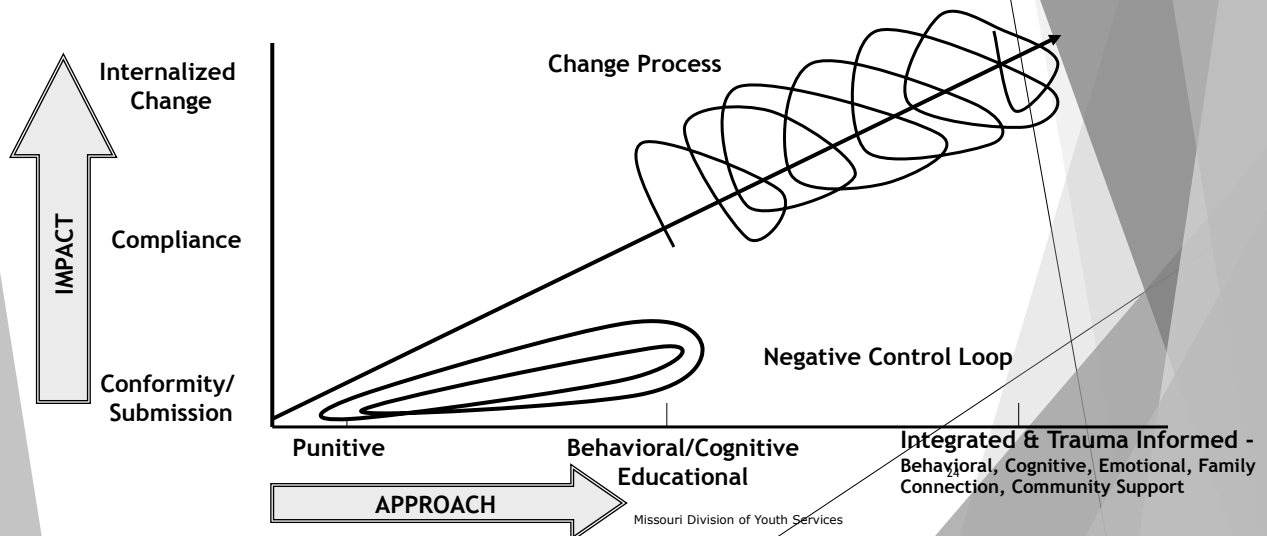 Internalized
Change
Change Process
IMPACT
Compliance
Conformity/
Submission
Negative Control Loop
Punitive
Behavioral/Cognitive
Educational
Integrated & Trauma Informed -
Behavioral, Cognitive, Emotional, Family
Connection, Community Support
24
APPROACH
Missouri Division of Youth Services